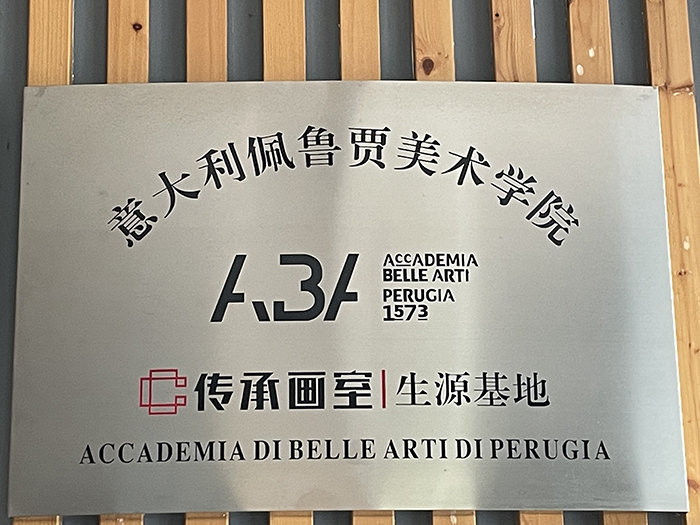 意大利佩鲁贾美术学院
ABA
ACCADEMIA
BELLE ARTI
PERUGIA
1573
传承画室|生源基地
ACCADEMIA DI BELLE ARTI DI PERUGIA